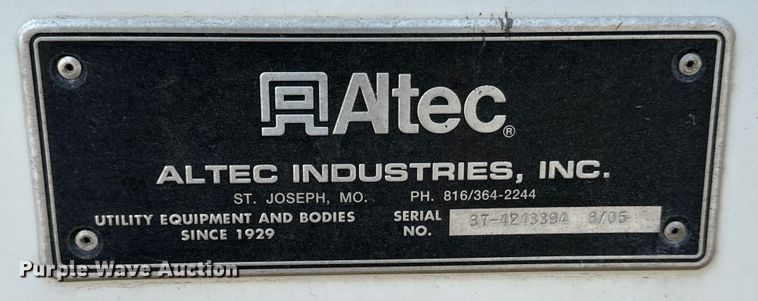 Altec®
ALTEC INDUSTRIES, INC.
ST. JOSEPH, MO. PH. 816/364-2244
UTILITY EQUIPMENT AND BODIES
SINCE 1929
SERIAL NO. 37-4243394 8/05
Purple Wave Auction